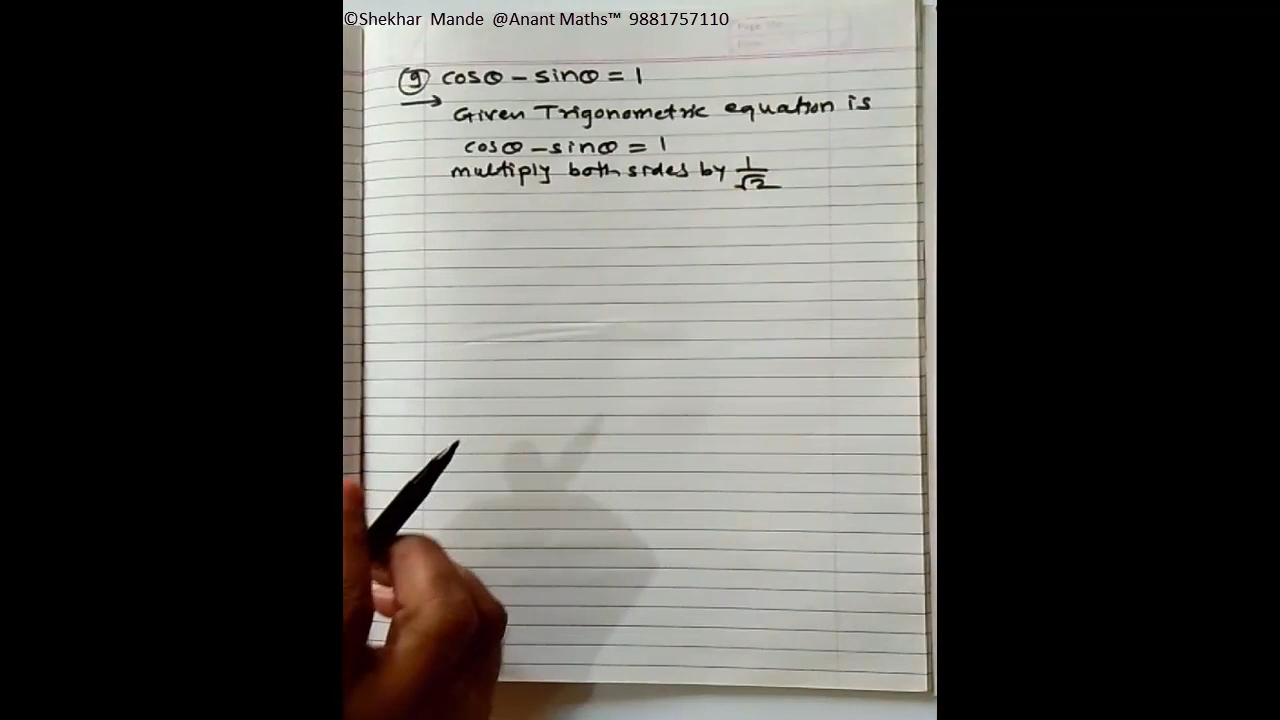 ©Shekhar Mande @Anant Maths™ 9881757110
⑨ cosθ - sinθ = 1
→ Given Trigonometric equation is
cosθ - sinθ = 1
multiply both sides by 1/√2